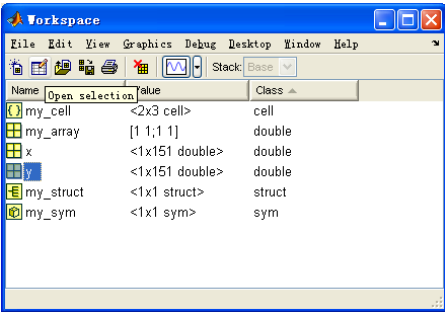 Workspace
File Edit View Graphics Debug Desktop Window Help
Stack: Base
Name Value Class
Open selection
my_cell <2x3 cell> cell
my_array [1 1;1 1] double
x <1x151 double> double
y <1x151 double> double
my_struct <1x1 struct> struct
my_sym <1x1 sym> sym